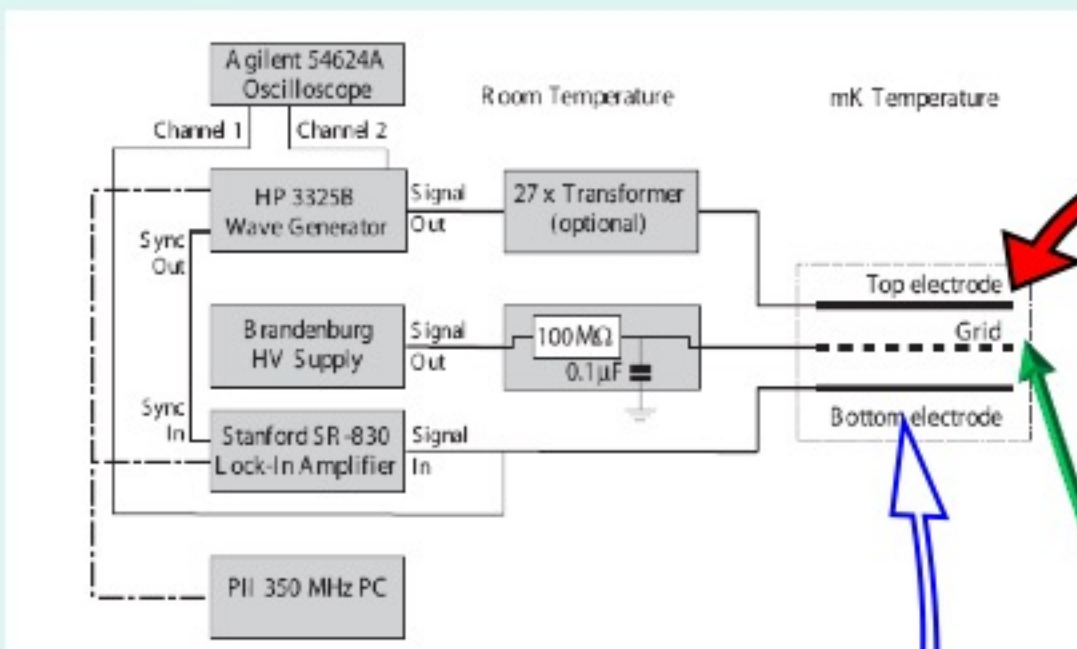 Agilent 54624A
Oscilloscope
Room Temperature
mK Temperature
Channel 1
Channel 2
HP 3325B
Wave Generator
Signal
Out
27 x Transformer
(optional)
Sync
Out
Top electrode
Brandenburg
HV Supply
Signal
Out
100MΩ
0.1μF
Grid
Sync
In
Stanford SR-830
Lock-In Amplifier
Signal
In
Bottom electrode
PII 350 MHz PC